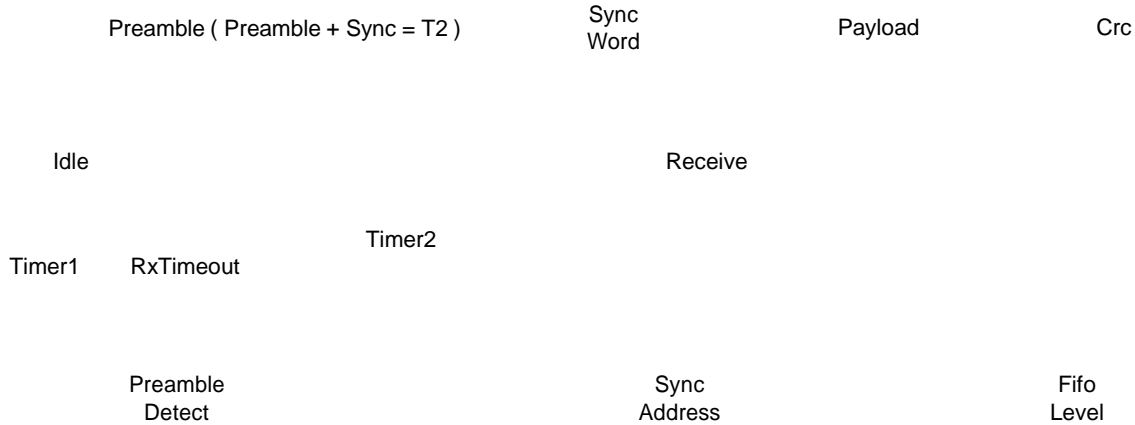 Preamble ( Preamble + Sync = T2 )
Sync
Word
Payload
Crc
Idle
Receive
Timer2
Timer1
RxTimeout
Preamble
Detect
Sync
Address
Fifo
Level